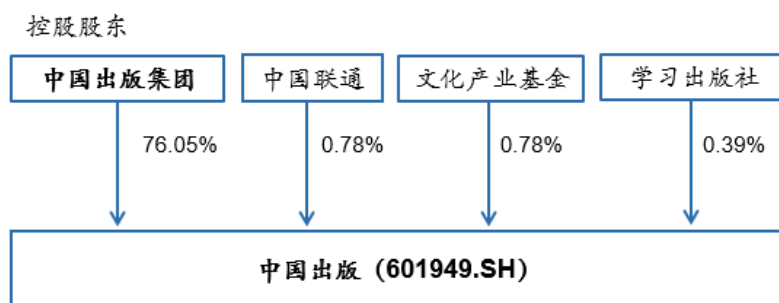 控股股东
中国出版集团
中国联通
文化产业基金
学习出版社
76.05%
0.78%
0.78%
0.39%
中国出版（601949.SH）